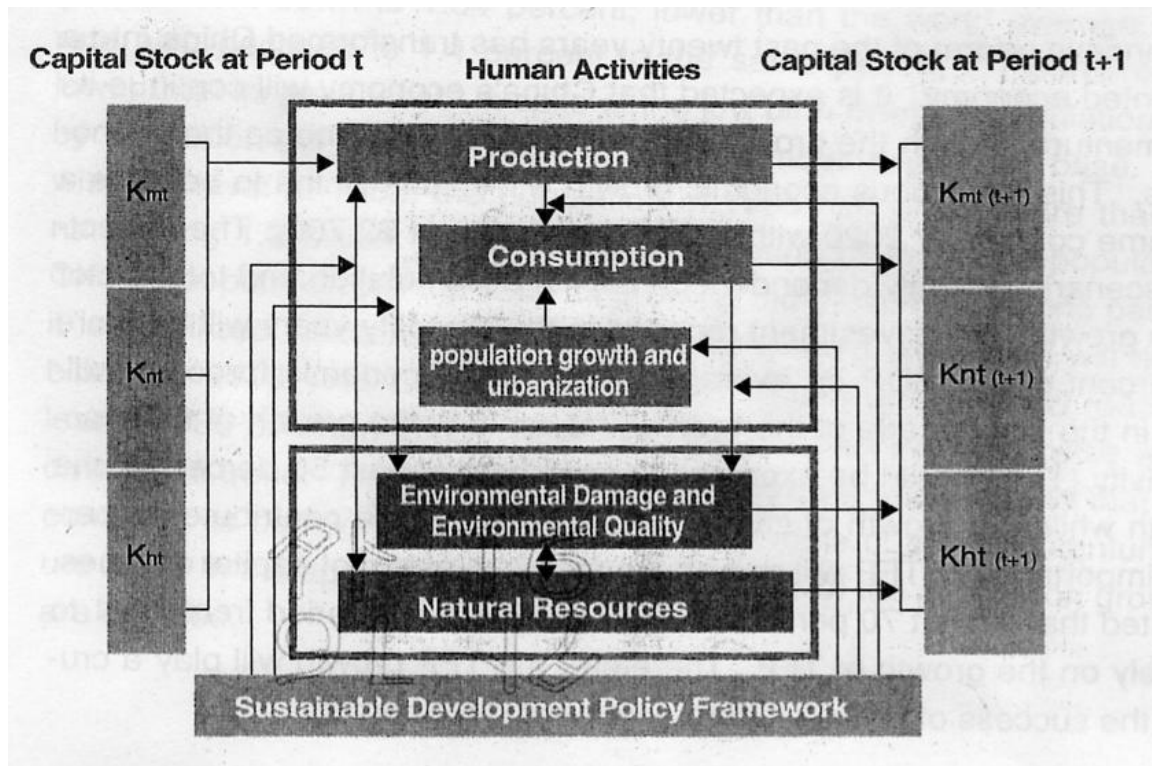 Capital Stock at Period t
Human Activities
Capital Stock at Period t+1
Kmt
Knt
Kht
Production
Consumption
population growth and
urbanization
Environmental Damage and
Environmental Quality
Natural Resources
Sustainable Development Policy Framework
Kmt (t+1)
Knt (t+1)
Kht (t+1)